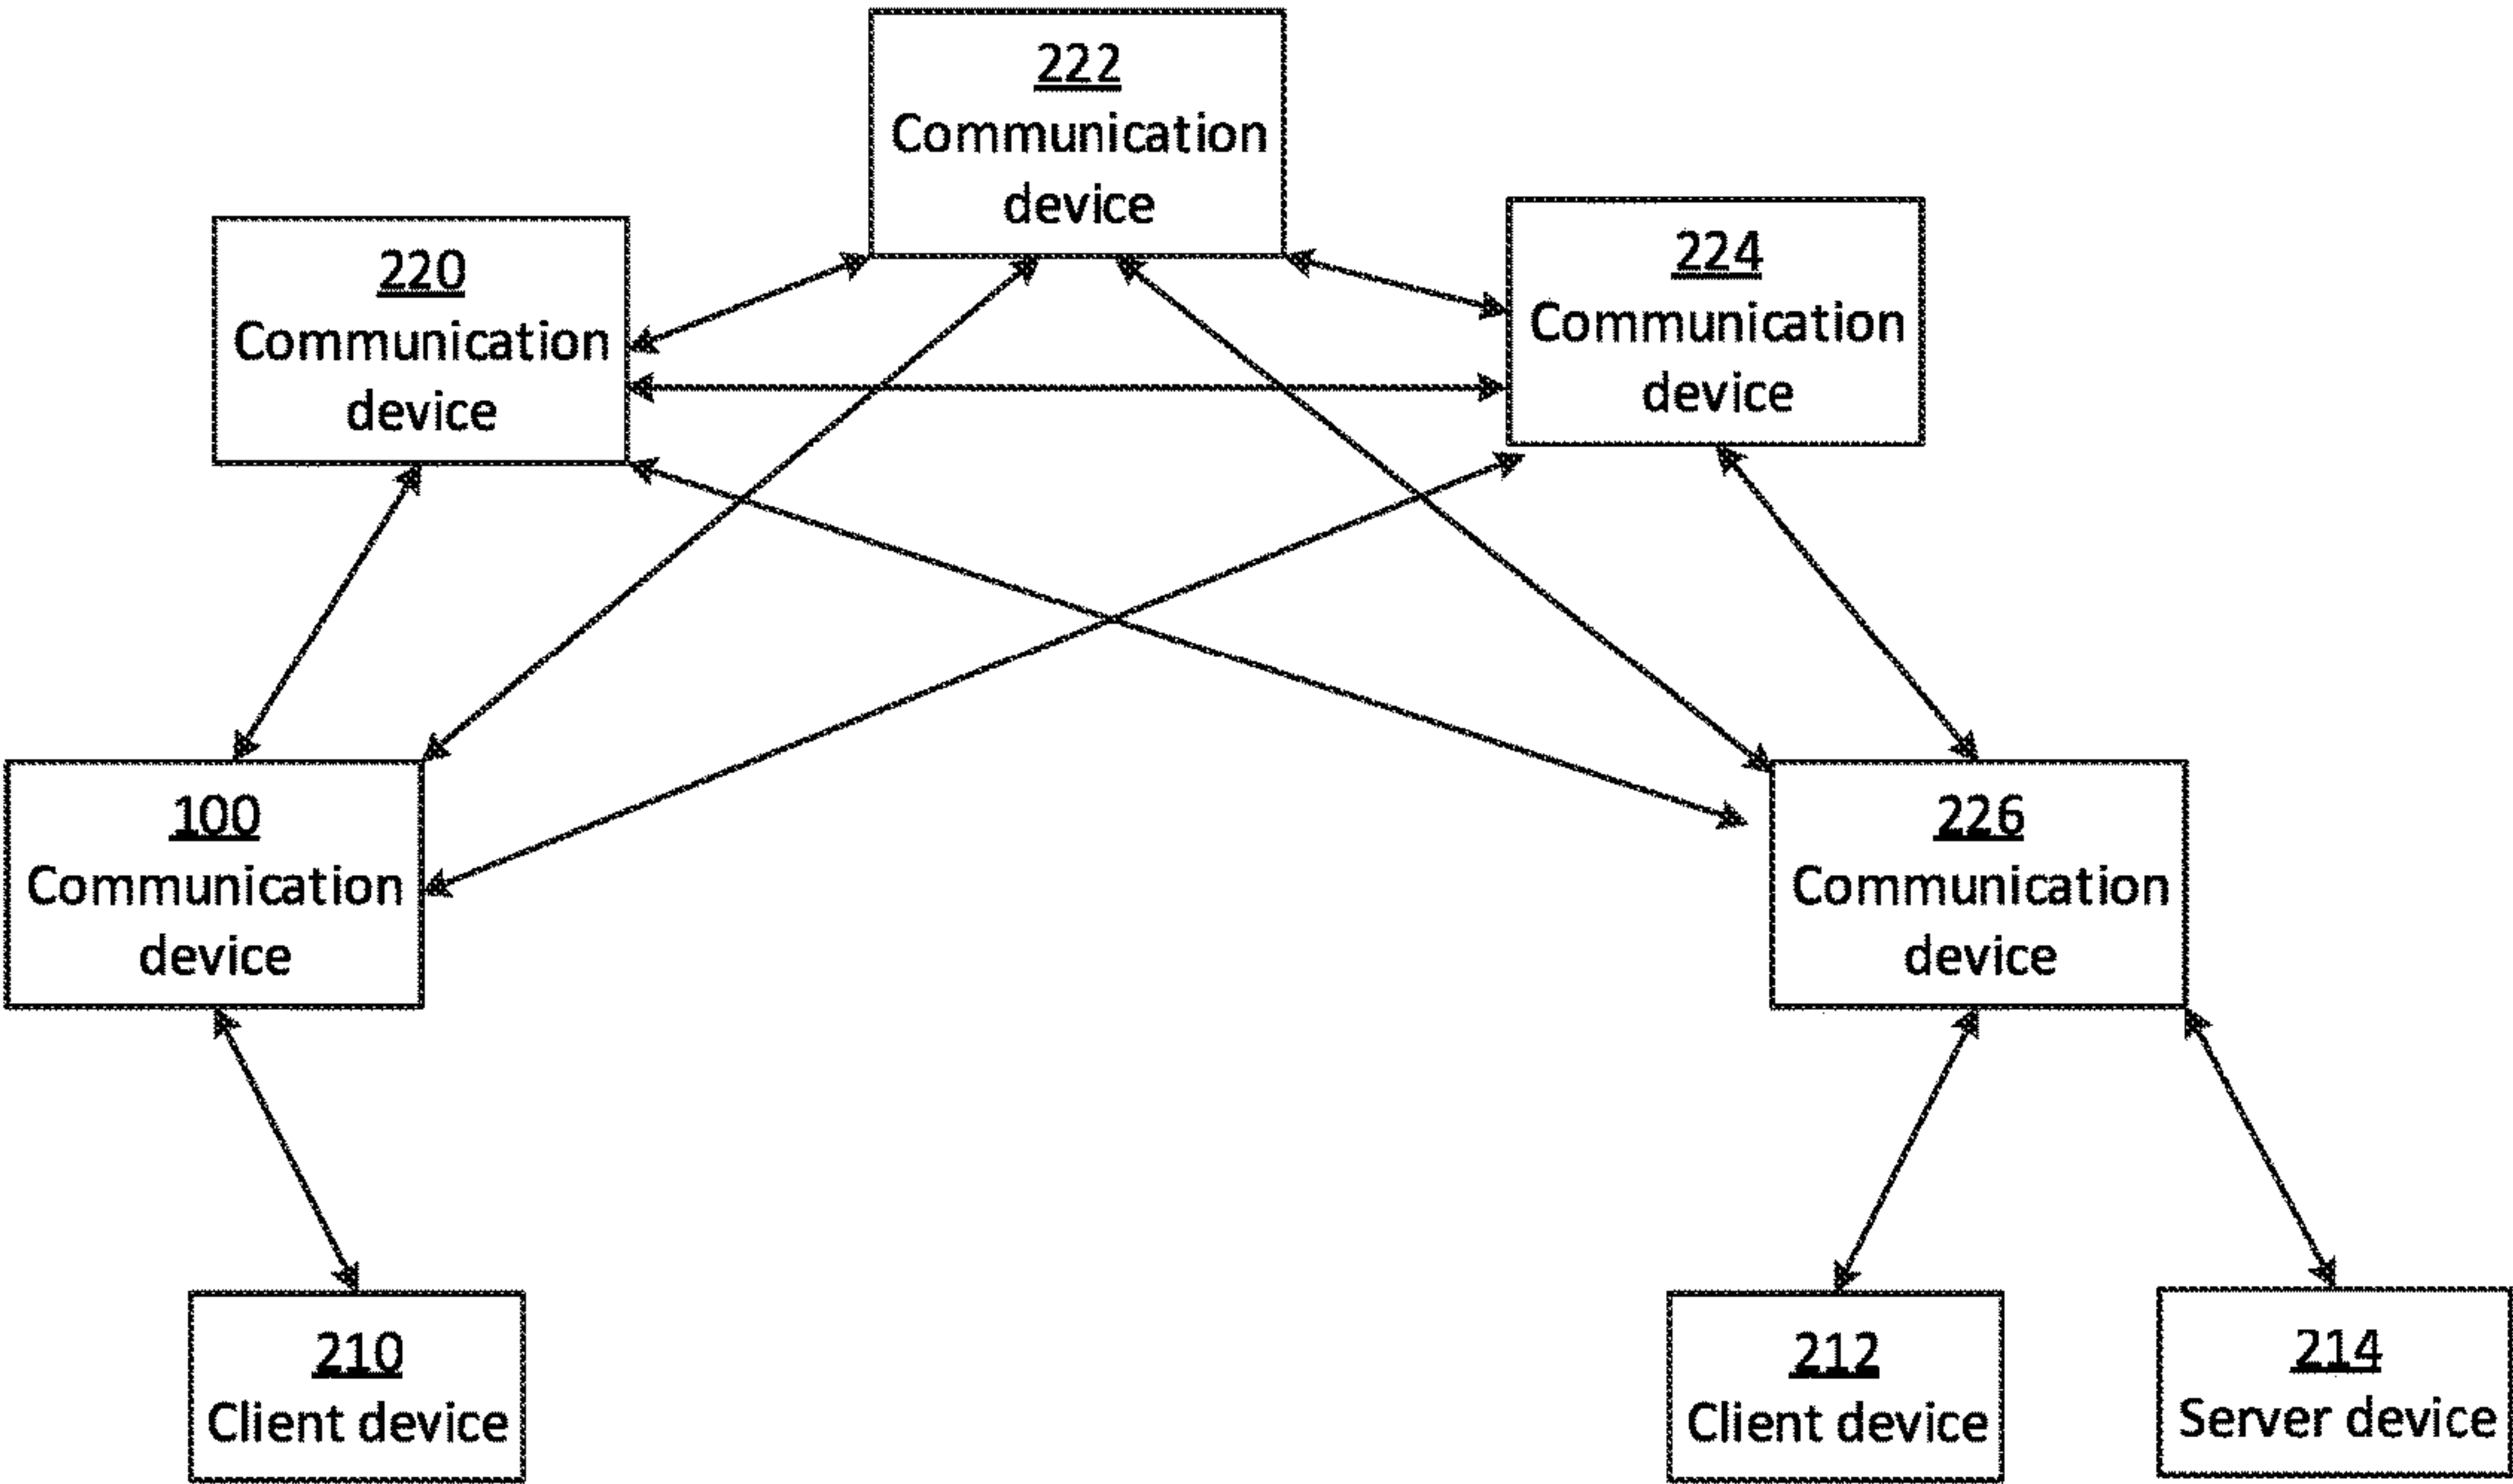 222
Communication
device
220
Communication
device
224
Communication
device
100
Communication
device
226
Communication
device
210
Client device
212
Client device
214
Server device